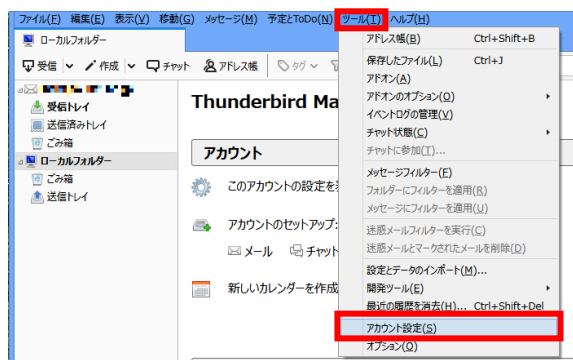 ファイル(F) 編集(E) 表示(V) 移動(G) メッセージ(M) 予定とToDo(N) ツール(T) ヘルプ(H)
ローカルフォルダー
受信 作成 チャット アドレス帳 タグ
受信トレイ
送信済みトレイ
ごみ箱
ローカルフォルダー
ごみ箱
送信トレイ
Thunderbird Ma
アカウント
このアカウントの設定を
アカウントのセットアップ:
メール チャット
新しいカレンダーを作成
アドレス帳(B) Ctrl+Shift+B
保存したファイル(L) Ctrl+J
アドオン(A)
アドオンのオプション(O)
イベントログの管理(V)
チャット状態(C)
チャットに参加(I)...
メッセージフィルター(F)
フォルダーにフィルターを適用(R)
メッセージにフィルターを適用(U)
迷惑メールフィルターを実行(C)
迷惑メールとマークされたメールを削除(D)
設定とデータのインポート(M)...
開発ツール(E)
最近の履歴を消去(H)... Ctrl+Shift+Del
アカウント設定(S)
オプション(O)